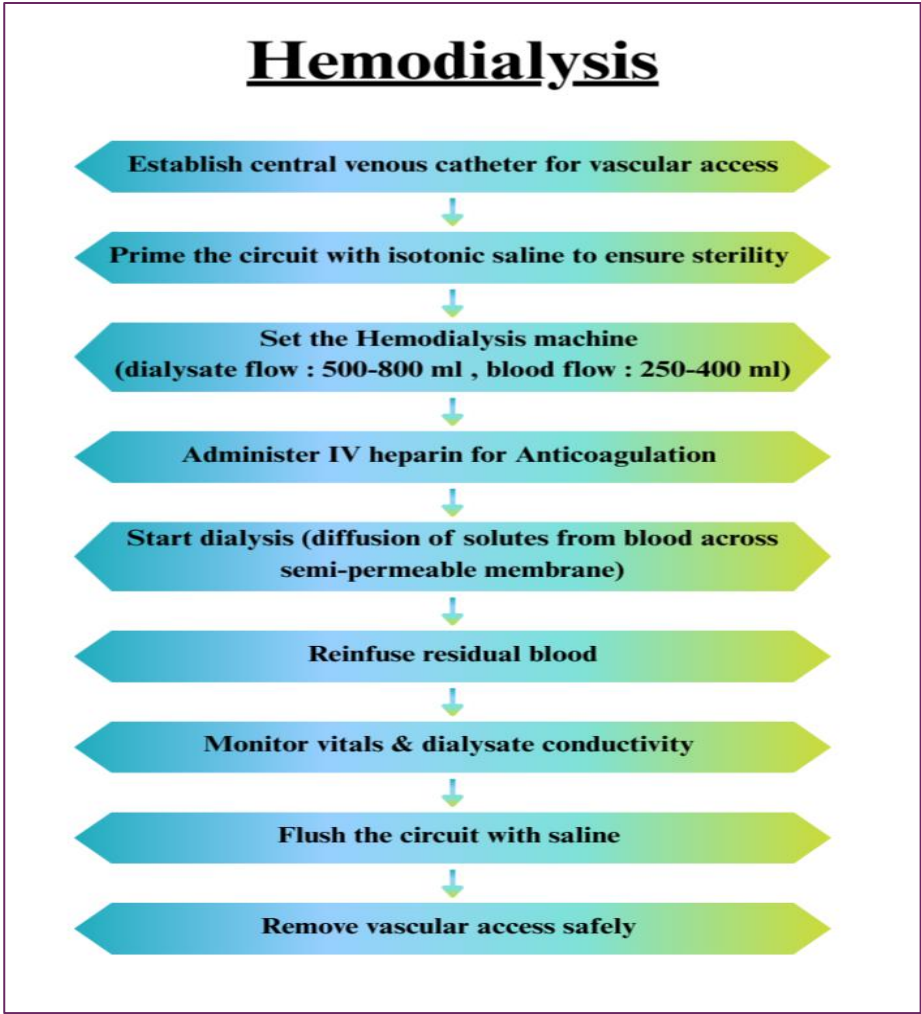 Hemodialysis
Establish central venous catheter for vascular access
Prime the circuit with isotonic saline to ensure sterility
Set the Hemodialysis machine
(dialysate flow : 500-800 ml , blood flow : 250-400 ml)
Administer IV heparin for Anticoagulation
Start dialysis (diffusion of solutes from blood across
semi-permeable membrane)
Reinfuse residual blood
Monitor vitals & dialysate conductivity
Flush the circuit with saline
Remove vascular access safely